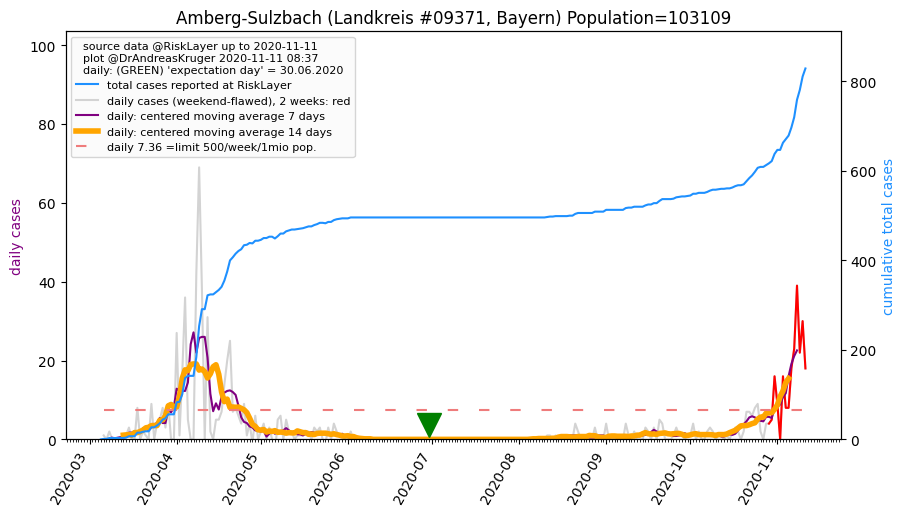 Amberg-Sulzbach (Landkreis #09371, Bayern) Population=103109
source data @RiskLayer up to 2020-11-11
plot @DrAndreasKruger 2020-11-11 08:37
daily: (GREEN) 'expectation day' = 30.06.2020
total cases reported at RiskLayer
daily cases (weekend-flawed), 2 weeks: red
daily: centered moving average 7 days
daily: centered moving average 14 days
daily 7.36 =limit 500/week/1mio pop.
daily cases
100
80
60
40
20
0
cumulative total cases
800
600
400
200
0
2020-03
2020-04
2020-05
2020-06
2020-07
2020-08
2020-09
2020-10
2020-11